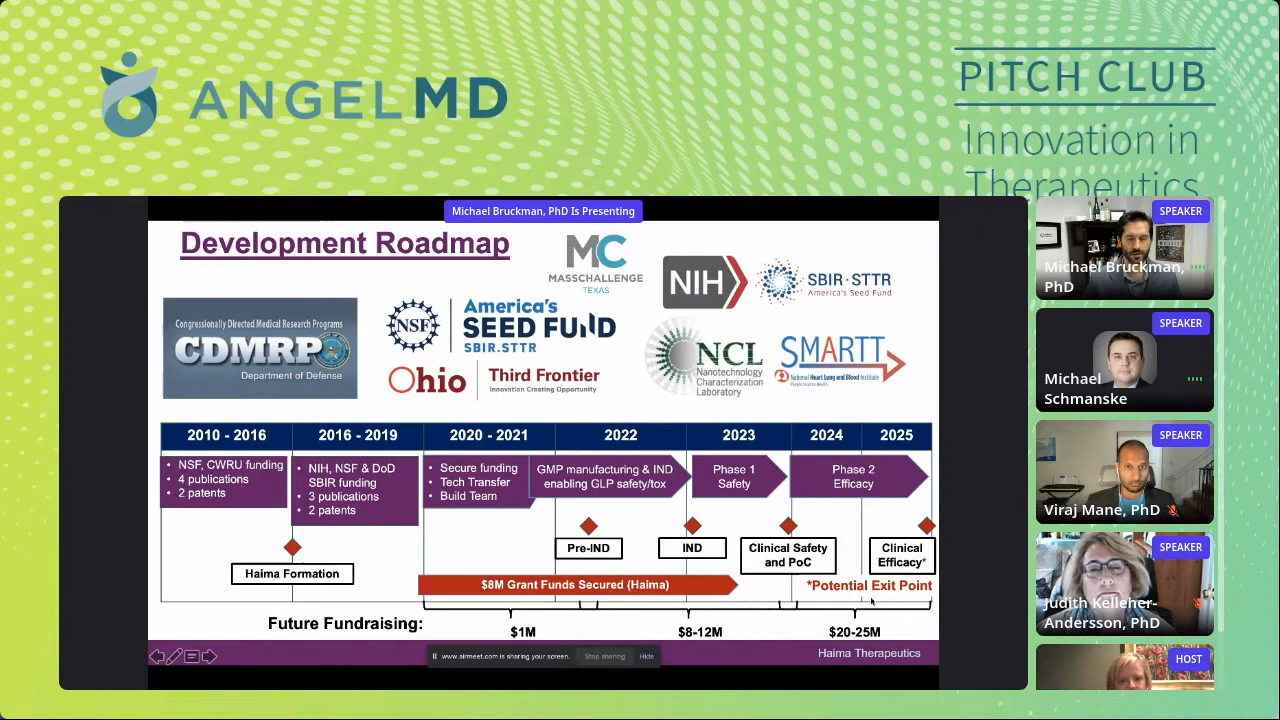 ANGELMD
PITCH CLUB
Innovation in
Therapeutics
Michael Bruckman, PhD Is Presenting
Development Roadmap
MC
MASSCHALLENGE
TEXAS
NIH
SBIR·STTR
America's Seed Fund
Congressionally Directed Medical Research Programs
CDMRP
Department of Defense
NSF
America's
SEED FUND
SBIR.STTR
Ohio
Third Frontier
Innovation Creating Opportunity
NCL
Nanotechnology
Characterization
Laboratory
SMARTT
National Heart Lung and Blood Institute
People Science Health
2010 - 2016
2016 - 2019
2020 - 2021
2022
2023
2024
2025
• NSF, CWRU funding
• 4 publications
• 2 patents
• NIH, NSF & DoD
SBIR funding
• 3 publications
• 2 patents
• Secure funding
• Tech Transfer
• Build Team
GMP manufacturing & IND
enabling GLP safety/tox
Phase 1
Safety
Phase 2
Efficacy
Haima Formation
Pre-IND
IND
Clinical Safety
and PoC
Clinical
Efficacy*
$8M Grant Funds Secured (Haima)
*Potential Exit Point
Future Fundraising:
$1M
$8-12M
$20-25M
Haima Therapeutics
www.airmeet.com is sharing your screen.
Stop sharing
Hide
SPEAKER
Michael Bruckman,
PhD
SPEAKER
Michael
Schmanske
SPEAKER
Viraj Mane, PhD
SPEAKER
Judith Kelleher-
Andersson, PhD
HOST